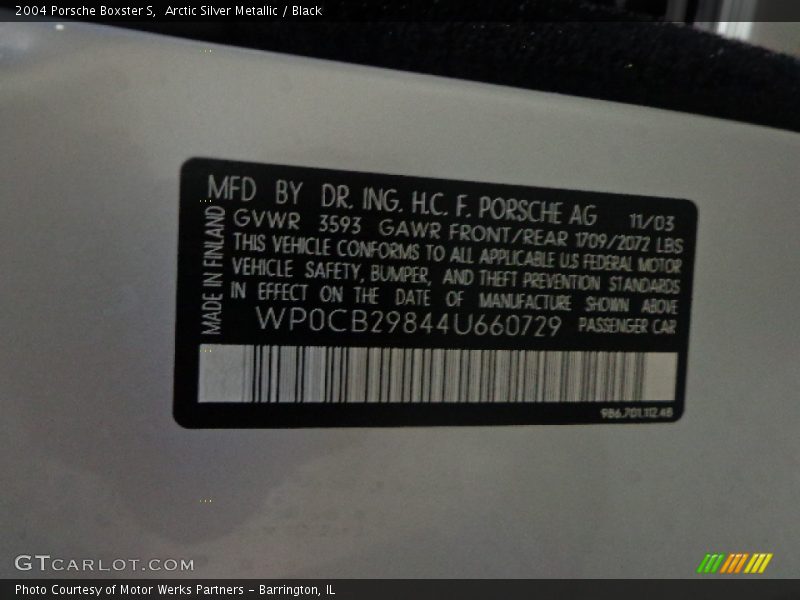 2004 Porsche Boxster S,  Arctic Silver Metallic / Black
MFD BY DR. ING. H.C. F. PORSCHE AG 11/03
GVWR 3593 GAWR FRONT/REAR 1709/2072 LBS
THIS VEHICLE CONFORMS TO ALL APPLICABLE U.S FEDERAL MOTOR
VEHICLE SAFETY, BUMPER, AND THEFT PREVENTION STANDARDS
IN EFFECT ON THE DATE OF MANUFACTURE SHOWN ABOVE
WP0CB29844U660729 PASSENGER CAR
MADE IN FINLAND
986.701.112.4B
GTCARLOT.COM
Photo Courtesy of Motor Werks Partners - Barrington, IL